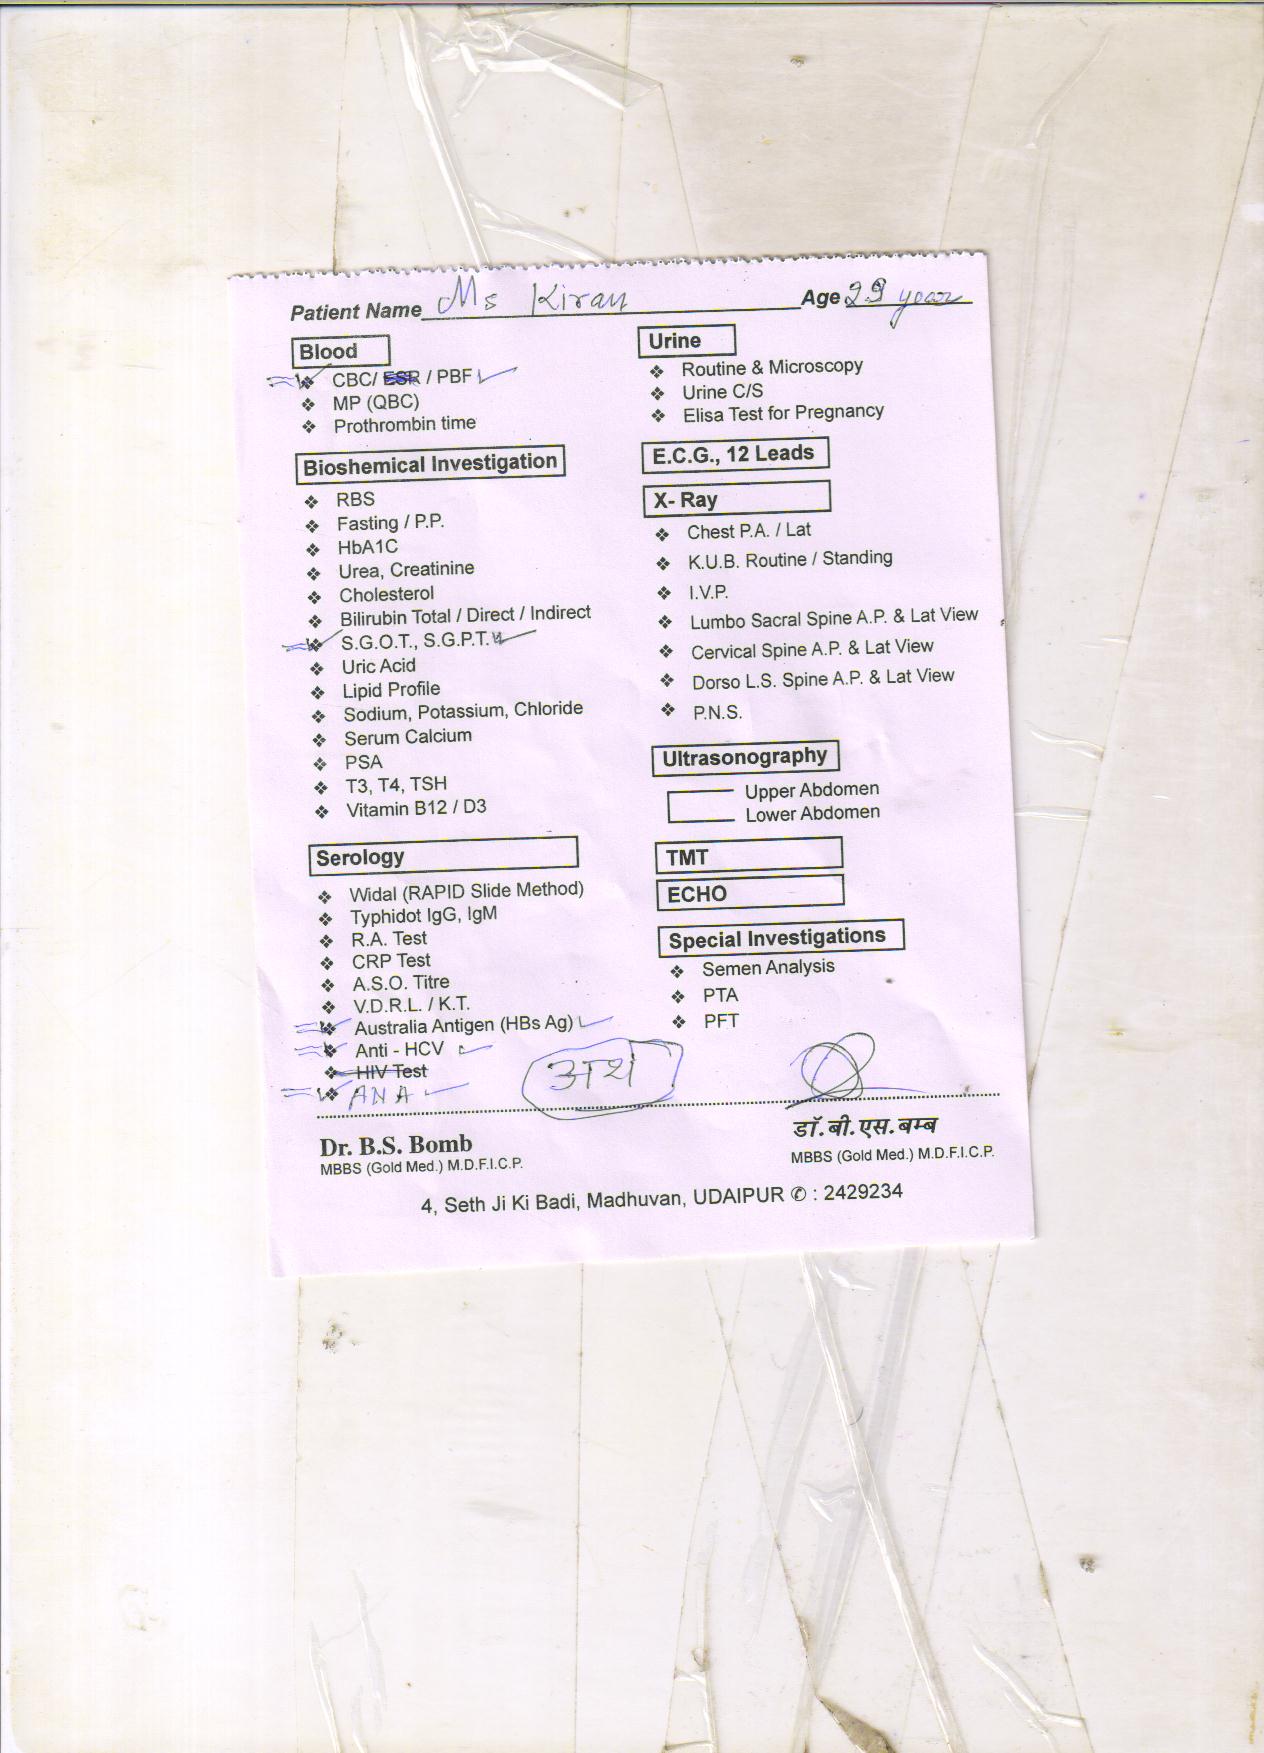 Patient Name Ms Kiran Age 29 year
Blood
CBC/ ESR / PBF
MP (QBC)
Prothrombin time
Bioshemical Investigation
RBS
Fasting / P.P.
HbA1C
Urea, Creatinine
Cholesterol
Bilirubin Total / Direct / Indirect
S.G.O.T., S.G.P.T.
Uric Acid
Lipid Profile
Sodium, Potassium, Chloride
Serum Calcium
PSA
T3, T4, TSH
Vitamin B12 / D3
Serology
Widal (RAPID Slide Method)
Typhidot IgG, IgM
R.A. Test
CRP Test
A.S.O. Titre
V.D.R.L. / K.T.
Australia Antigen (HBs Ag)
Anti - HCV
HIV Test
ANA
Urine
Routine & Microscopy
Urine C/S
Elisa Test for Pregnancy
E.C.G., 12 Leads
X- Ray
Chest P.A. / Lat
K.U.B. Routine / Standing
I.V.P.
Lumbo Sacral Spine A.P. & Lat View
Cervical Spine A.P. & Lat View
Dorso L.S. Spine A.P. & Lat View
P.N.S.
Ultrasonography
Upper Abdomen
Lower Abdomen
TMT
ECHO
Special Investigations
Semen Analysis
PTA
PFT
अर्थ
Dr. B.S. Bomb
MBBS (Gold Med.) M.D.F.I.C.P.
डॉ. बी. एस. बम्ब
MBBS (Gold Med.) M.D.F.I.C.P.
4, Seth Ji Ki Badi, Madhuvan, UDAIPUR ✆ : 2429234